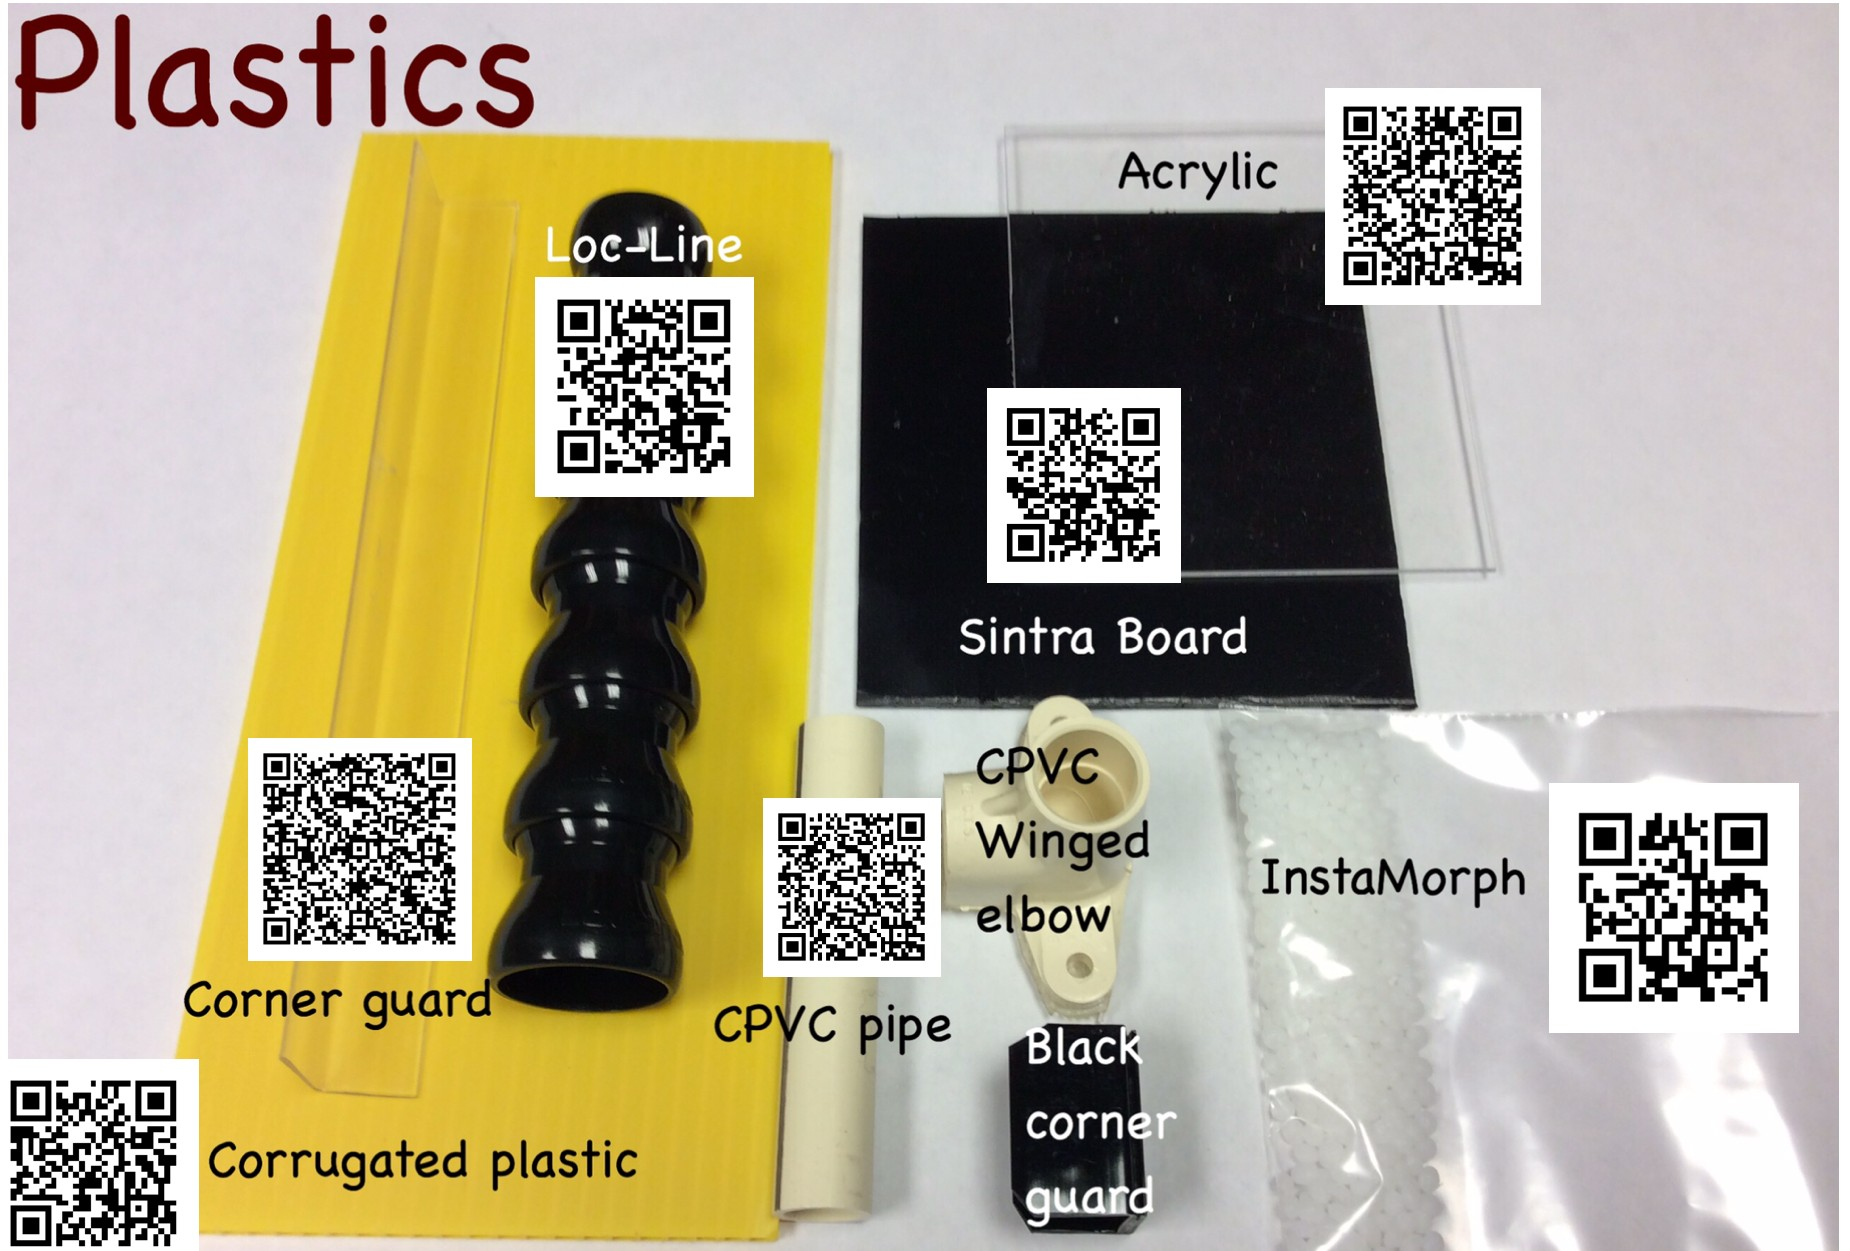 Plastics
Acrylic
Loc-Line
Sintra Board
CPVC
Winged
elbow
InstaMorph
Corner guard
CPVC pipe
Black
corner
guard
Corrugated plastic